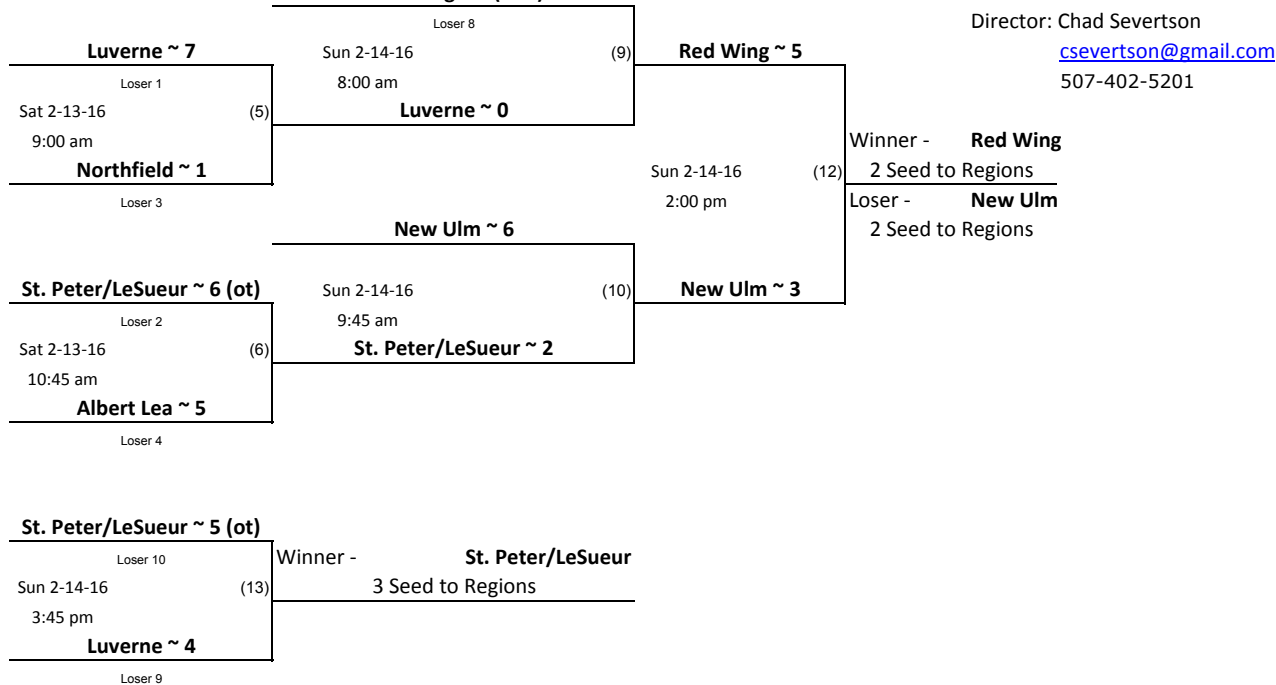 Loser 8
Director: Chad Severtson
Luverne ~ 7
Sun 2-14-16
(9)
Red Wing ~ 5
csevertson@gmail.com
Loser 1
8:00 am
507-402-5201
Sat 2-13-16
(5)
Luverne ~ 0
9:00 am
Winner - Red Wing
Northfield ~ 1
Sun 2-14-16
(12)
2 Seed to Regions
Loser 3
2:00 pm
Loser - New Ulm
New Ulm ~ 6
2 Seed to Regions
St. Peter/LeSueur ~ 6 (ot)
Sun 2-14-16
(10)
New Ulm ~ 3
Loser 2
9:45 am
Sat 2-13-16
(6)
St. Peter/LeSueur ~ 2
10:45 am
Albert Lea ~ 5
Loser 4
St. Peter/LeSueur ~ 5 (ot)
Loser 10
Winner - St. Peter/LeSueur
Sun 2-14-16
(13)
3 Seed to Regions
3:45 pm
Luverne ~ 4
Loser 9